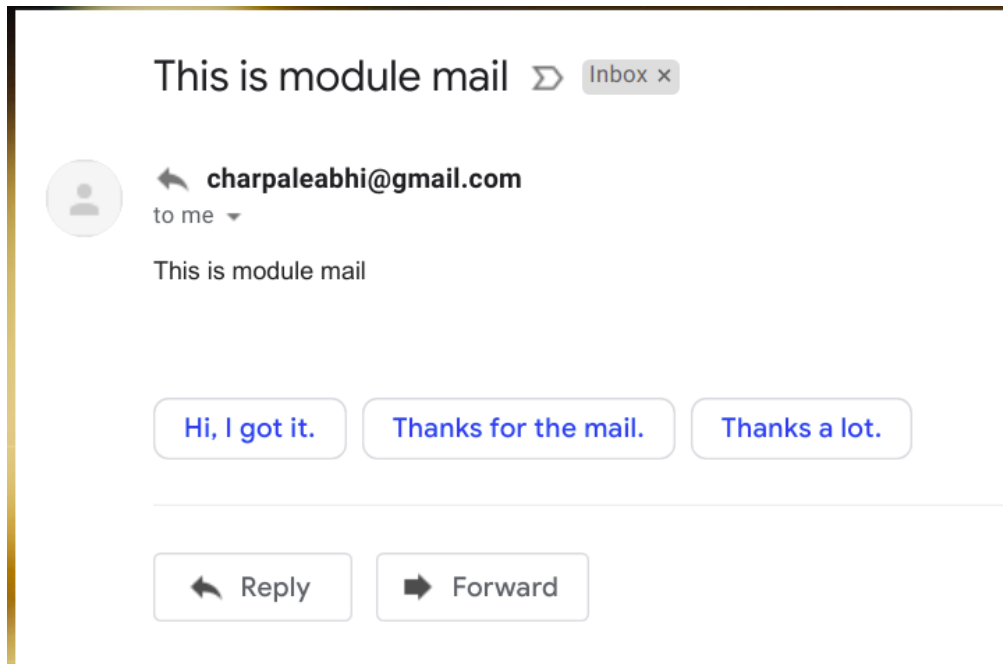 This is module mail Inbox ×
charpaleabhi@gmail.com
to me
This is module mail
Hi, I got it. Thanks for the mail. Thanks a lot.
Reply Forward